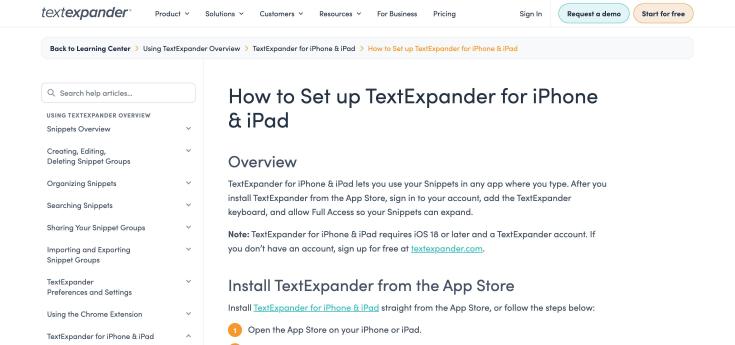 textexpander
Product Solutions Customers Resources For Business Pricing Sign In Request a demo Start for free
Back to Learning Center > Using TextExpander Overview > TextExpander for iPhone & iPad > How to Set up TextExpander for iPhone & iPad
Search help articles...
USING TEXTEXPANDER OVERVIEW
Snippets Overview
Creating, Editing,
Deleting Snippet Groups
Organizing Snippets
Searching Snippets
Sharing Your Snippet Groups
Importing and Exporting
Snippet Groups
TextExpander
Preferences and Settings
Using the Chrome Extension
TextExpander for iPhone & iPad
How to Set up TextExpander for iPhone
& iPad
Overview
TextExpander for iPhone & iPad lets you use your Snippets in any app where you type. After you
install TextExpander from the App Store, sign in to your account, add the TextExpander
keyboard, and allow Full Access so your Snippets can expand.
Note: TextExpander for iPhone & iPad requires iOS 18 or later and a TextExpander account. If
you don't have an account, sign up for free at textexpander.com.
Install TextExpander from the App Store
Install TextExpander for iPhone & iPad straight from the App Store, or follow the steps below:
1 Open the App Store on your iPhone or iPad.